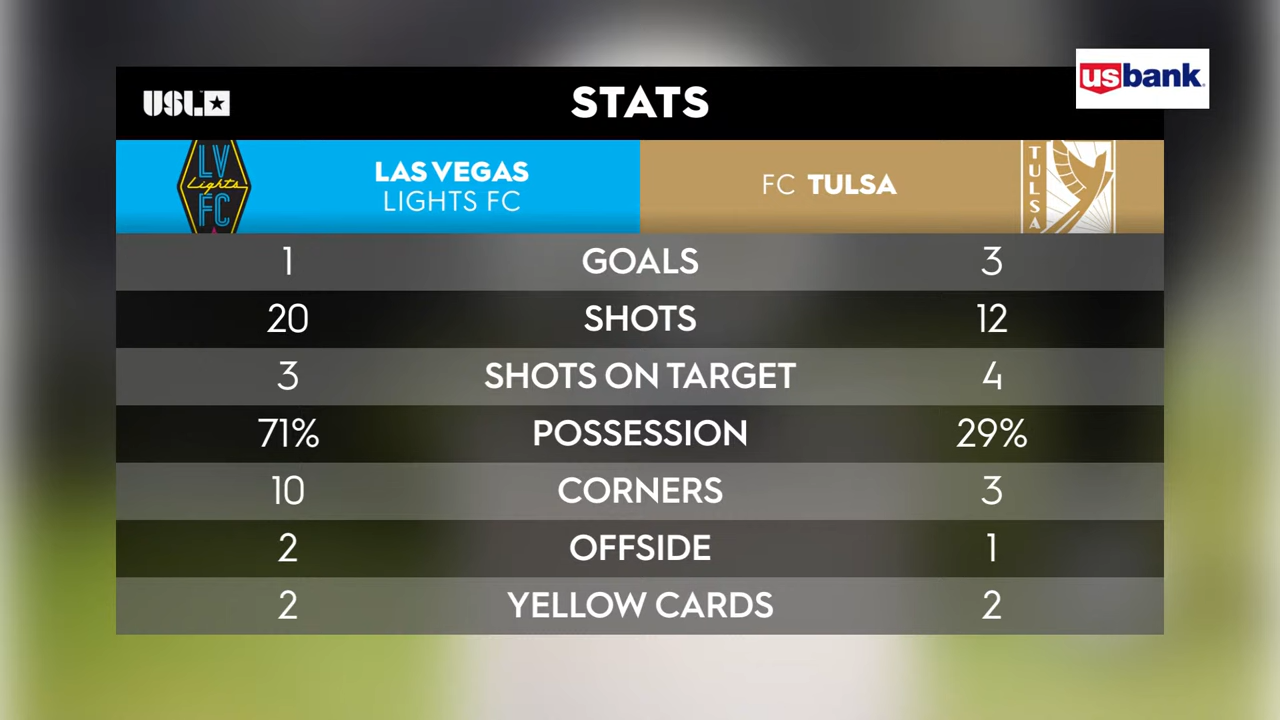 USL
STATS
usbank
LV
Lights
FC
LAS VEGAS
LIGHTS FC
FC TULSA
TULSA
1 GOALS 3
20 SHOTS 12
3 SHOTS ON TARGET 4
71% POSSESSION 29%
10 CORNERS 3
2 OFFSIDE 1
2 YELLOW CARDS 2